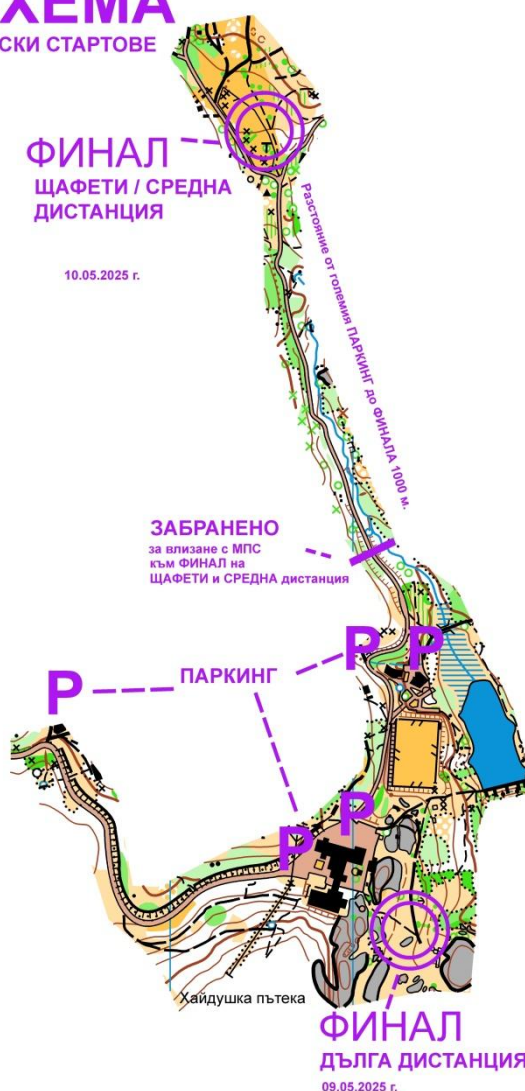 ХЕМА
СКИ СТАРТОВЕ
ФИНАЛ
ЩАФЕТИ / СРЕДНА
ДИСТАНЦИЯ
10.05.2025 г.
Разстояние от големия ПАРКИНГ до ФИНАЛА 1000 м.
ЗАБРАНЕНО
за влизане с МПС
към ФИНАЛ на
ЩАФЕТИ и СРЕДНА дистанция
P P
P
ПАРКИНГ
P
P
Хайдушка пътека
ФИНАЛ
ДЪЛГА ДИСТАНЦИЯ
09.05.2025 г.